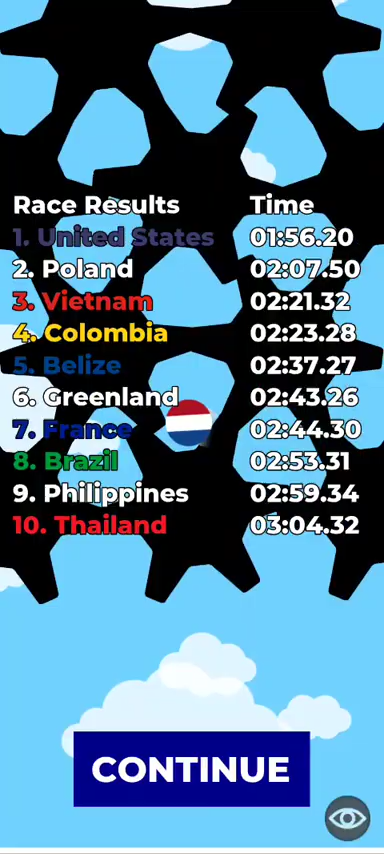 Race Results Time
1. United States 01:56.20
2. Poland 02:07.50
3. Vietnam 02:21.32
4. Colombia 02:23.28
5. Belize 02:37.27
6. Greenland 02:43.26
7. France 02:44.30
8. Brazil 02:53.31
9. Philippines 02:59.34
10. Thailand 03:04.32
CONTINUE